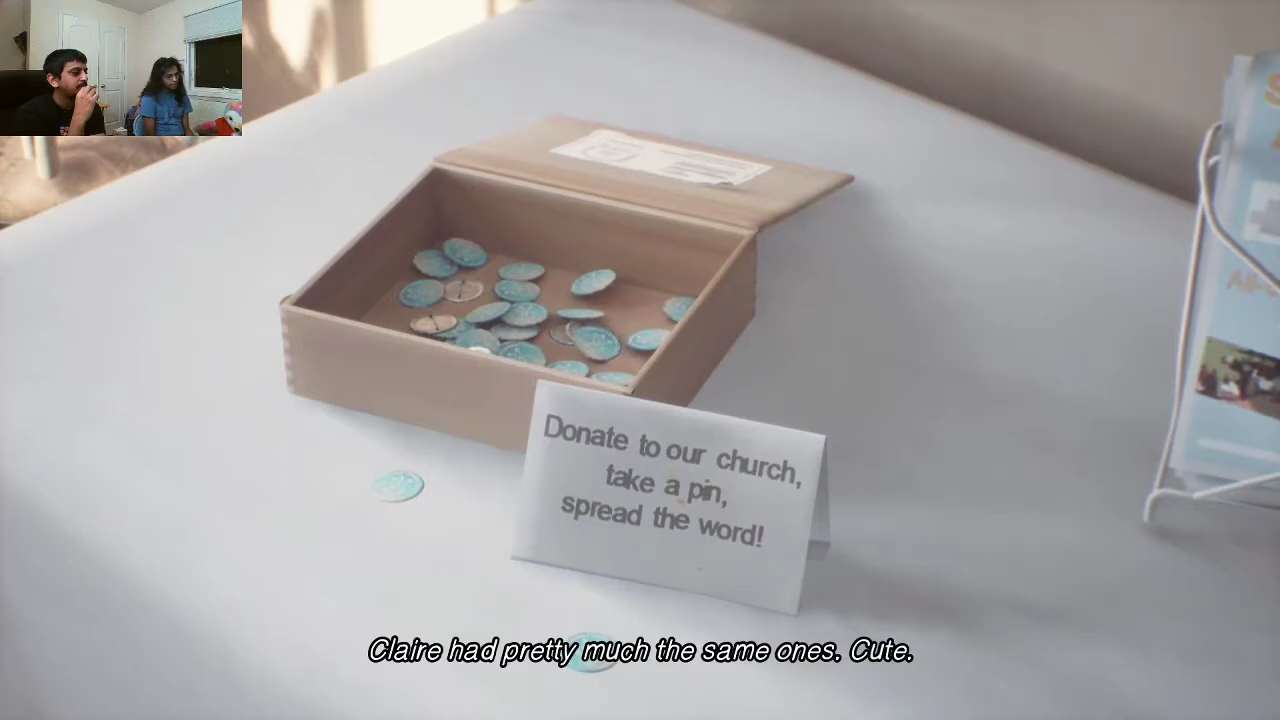 Donate to our church,
take a pin,
spread the word!
Claire had pretty much the same ones. Cute.